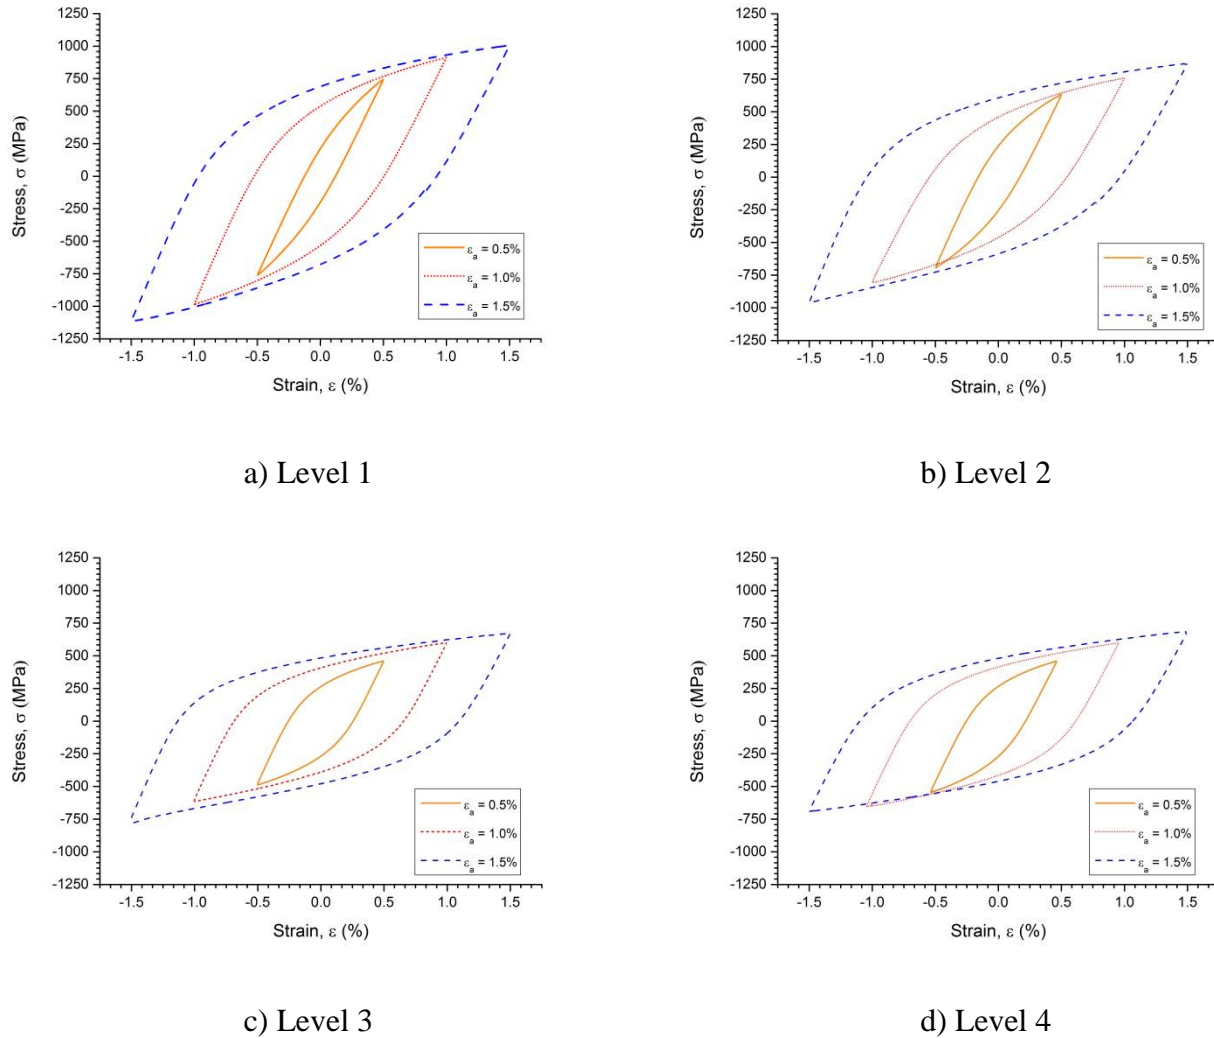 1250
1000
750
500
250
0
-250
-500
-750
-1000
-1250
Stress, σ (MPa)
-1.5 -1.0 -0.5 0.0 0.5 1.0 1.5
Strain, ε (%)
εa = 0.5%
εa = 1.0%
εa = 1.5%
a) Level 1
1250
1000
750
500
250
0
-250
-500
-750
-1000
-1250
Stress, σ (MPa)
-1.5 -1.0 -0.5 0.0 0.5 1.0 1.5
Strain, ε (%)
εa = 0.5%
εa = 1.0%
εa = 1.5%
b) Level 2
1250
1000
750
500
250
0
-250
-500
-750
-1000
-1250
Stress, σ (MPa)
-1.5 -1.0 -0.5 0.0 0.5 1.0 1.5
Strain, ε (%)
εa = 0.5%
εa = 1.0%
εa = 1.5%
c) Level 3
1250
1000
750
500
250
0
-250
-500
-750
-1000
-1250
Stress, σ (MPa)
-1.5 -1.0 -0.5 0.0 0.5 1.0 1.5
Strain, ε (%)
εa = 0.5%
εa = 1.0%
εa = 1.5%
d) Level 4